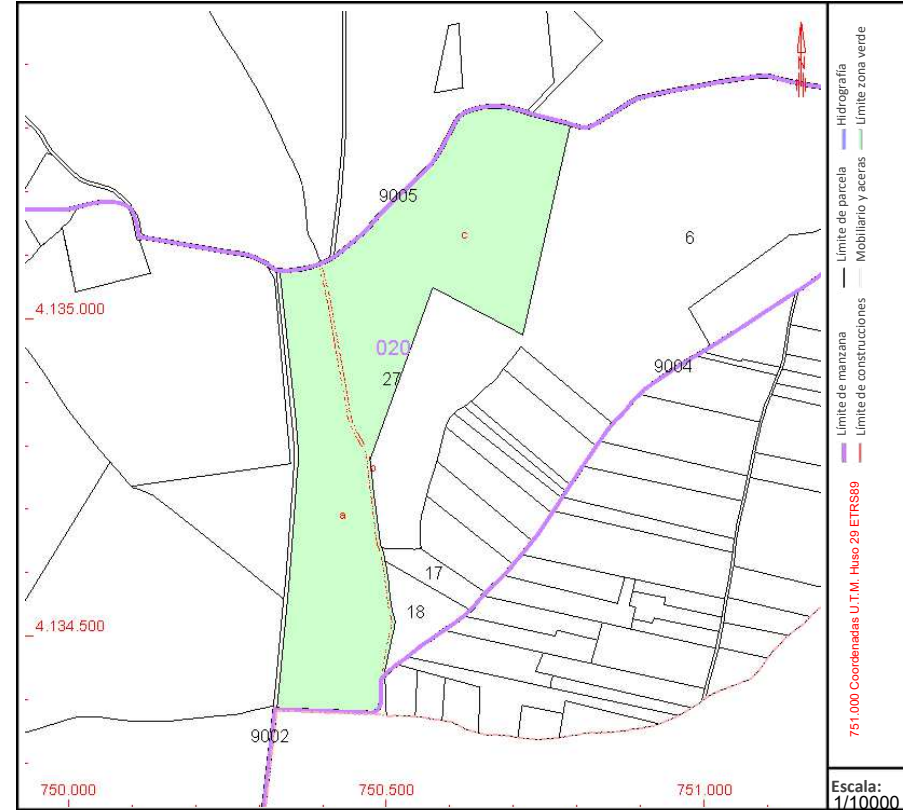 9005
c
6
4.135.000
020
27
9004
b
a
17
4.134.500
18
9002
750.000
750.500
751.000
N
Límite de manzana
Límite de parcela
Hidrografía
Límite de construcciones
Mobiliario y aceras
Límite zona verde
751.000 Coordenadas U.T.M. Huso 29 ETRS89
Escala:
1/10000